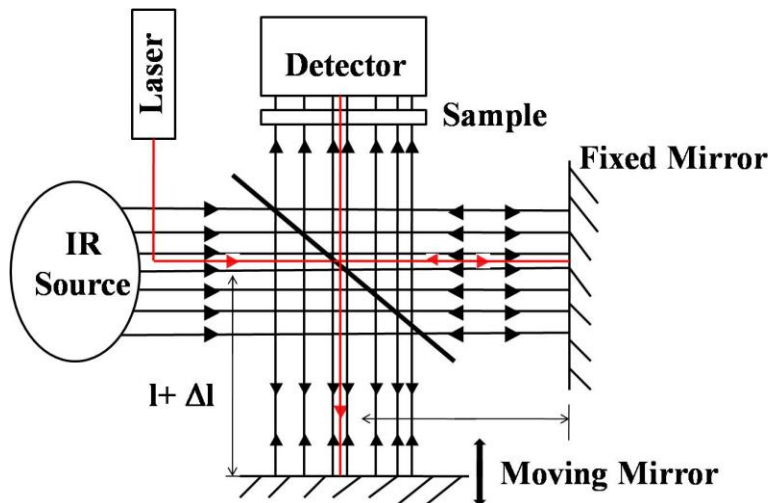 Laser
Detector
Sample
Fixed Mirror
IR
Source
l+ Δl
Moving Mirror